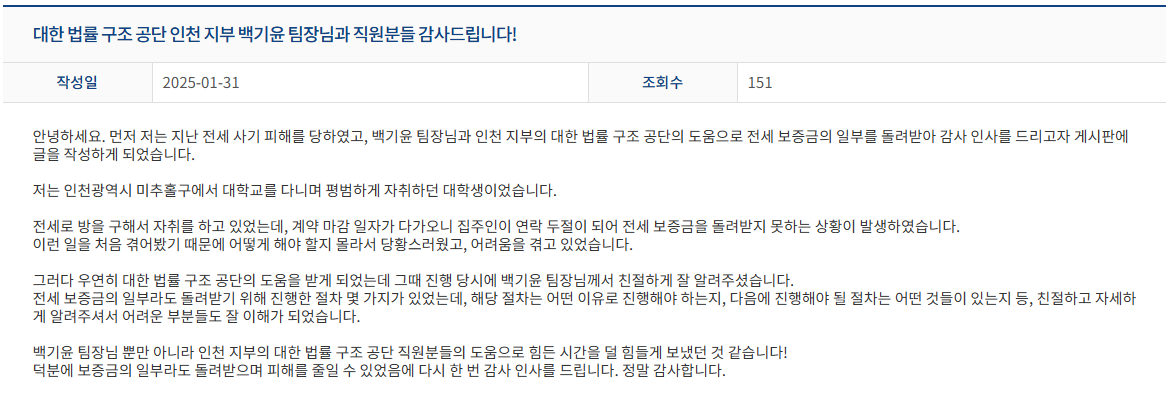 대한 법률 구조 공단 인천 지부 백기윤 팀장님과 직원분들 감사드립니다!
작성일 2025-01-31 조회수 151
안녕하세요. 먼저 저는 지난 전세 사기 피해를 당하였고, 백기윤 팀장님과 인천 지부의 대한 법률 구조 공단의 도움으로 전세 보증금의 일부를 돌려받아 감사 인사를 드리고자 게시판에
글을 작성하게 되었습니다.
저는 인천광역시 미추홀구에서 대학교를 다니며 평범하게 자취하던 대학생이었습니다.
전세로 방을 구해서 자취를 하고 있었는데, 계약 마감 일자가 다가오니 집주인이 연락 두절이 되어 전세 보증금을 돌려받지 못하는 상황이 발생하였습니다.
이런 일을 처음 겪어봤기 때문에 어떻게 해야 할지 몰라서 당황스러웠고, 어려움을 겪고 있었습니다.
그러다 우연히 대한 법률 구조 공단의 도움을 받게 되었는데 그때 진행 당시에 백기윤 팀장님께서 친절하게 잘 알려주셨습니다.
전세 보증금의 일부라도 돌려받기 위해 진행한 절차 몇 가지가 있었는데, 해당 절차는 어떤 이유로 진행해야 하는지, 다음에 진행해야 될 절차는 어떤 것들이 있는지 등, 친절하고 자세하
게 알려주셔서 어려운 부분들도 잘 이해가 되었습니다.
백기윤 팀장님 뿐만 아니라 인천 지부의 대한 법률 구조 공단 직원분들의 도움으로 힘든 시간을 덜 힘들게 보냈던 것 같습니다!
덕분에 보증금의 일부라도 돌려받으며 피해를 줄일 수 있었음에 다시 한 번 감사 인사를 드립니다. 정말 감사합니다.